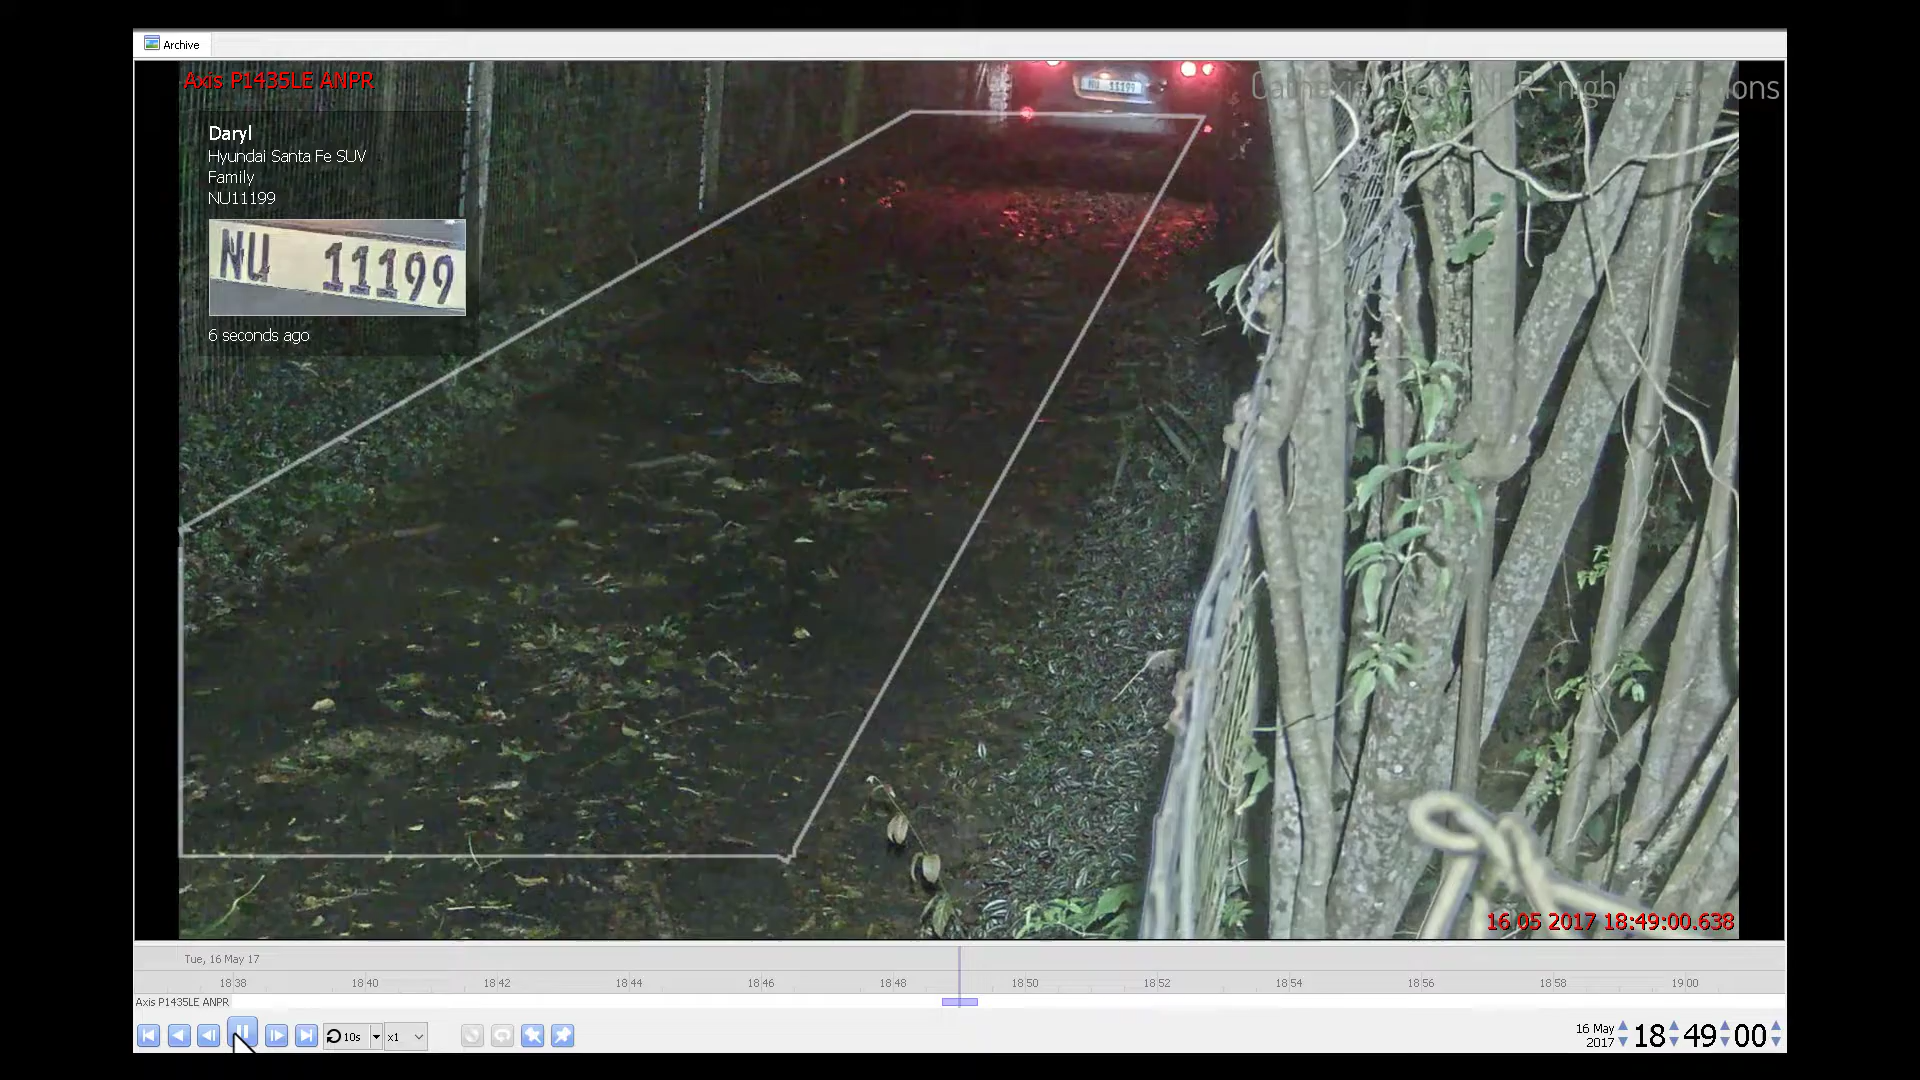 Archive
Axis P1435LE ANPR
NU 11199
Daryl
Hyundai Santa Fe SUV
Family
NU11199
NU 11199
6 seconds ago
16 05 2017 18:49:00.638
Tue, 16 May 17
18:38 18:40 18:42 18:44 18:46 18:48 18:50 18:52 18:54 18:56 18:58 19:00
Axis P1435LE ANPR
10s x1
16 May 2017 18 49 00